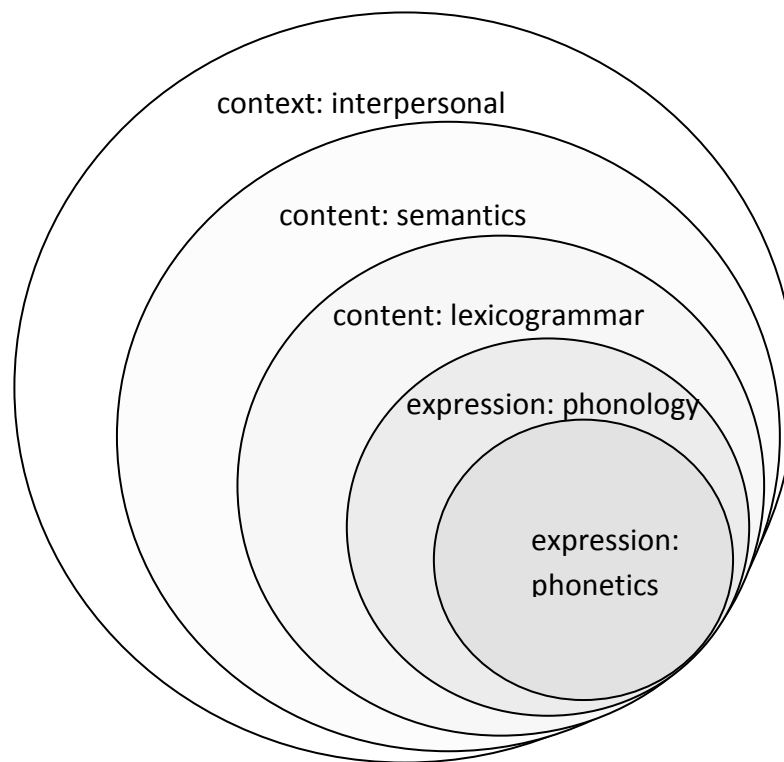 context: interpersonal
content: semantics
content: lexicogrammar
expression: phonology
expression:
phonetics